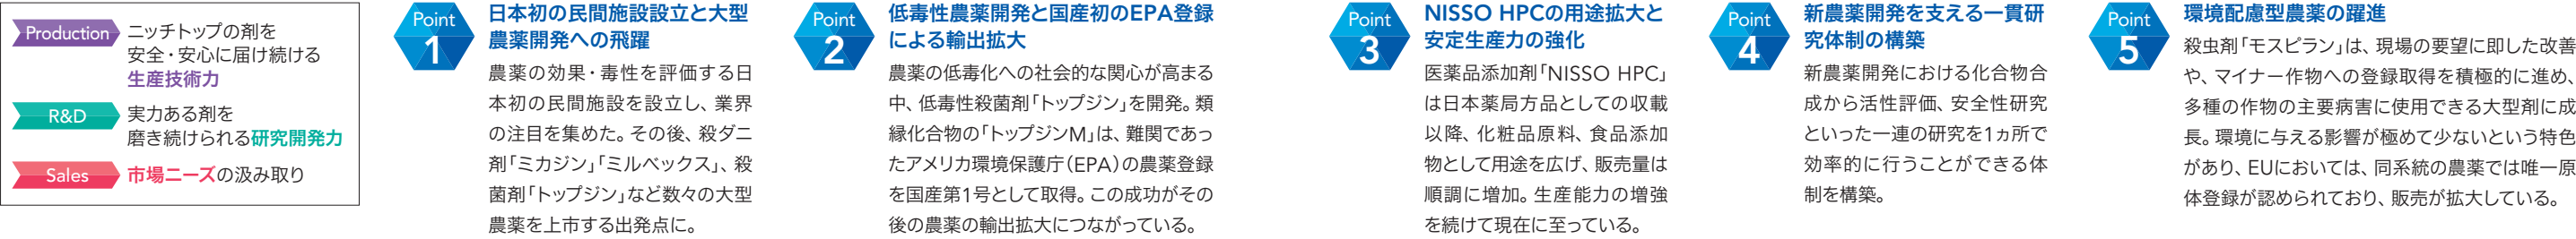 Production
ニッチトップの剤を
安全・安心に届け続ける
生産技術力
R&D
実力ある剤を
磨き続けられる研究開発力
Sales
市場ニーズの汲み取り
Point
1
日本初の民間施設設立と大型
農薬開発への飛躍
農薬の効果・毒性を評価する日
本初の民間施設を設立し、業界
の注目を集めた。その後、殺ダニ
剤「ミカジン」「ミルベックス」、殺
菌剤「トップジン」など数々の大型
農薬を上市する出発点に。
Point
2
低毒性農薬開発と国産初のEPA登録
による輸出拡大
農薬の低毒化への社会的な関心が高まる
中、低毒性殺菌剤「トップジン」を開発。類
縁化合物の「トップジンM」は、難関であっ
たアメリカ環境保護庁（EPA）の農薬登録
を国産第1号として取得。この成功がその
後の農薬の輸出拡大につながっている。
Point
3
NISSO HPCの用途拡大と
安定生産力の強化
医薬品添加剤「NISSO HPC」
は日本薬局方品としての収載
以降、化粧品原料、食品添加
物として用途を広げ、販売量は
順調に増加。生産能力の増強
を続けて現在に至っている。
Point
4
新農薬開発を支える一貫研
究体制の構築
新農薬開発における化合物合
成から活性評価、安全性研究
といった一連の研究を1ヵ所で
効率的に行うことができる体
制を構築。
Point
5
環境配慮型農薬の躍進
殺虫剤「モスピラン」は、現場の要望に即した改善
や、マイナー作物への登録取得を積極的に進め、
多種の作物の主要病害に使用できる大型剤に成
長。環境に与える影響が極めて少ないという特色
があり、EUにおいては、同系統の農薬では唯一原
体登録が認められており、販売が拡大している。